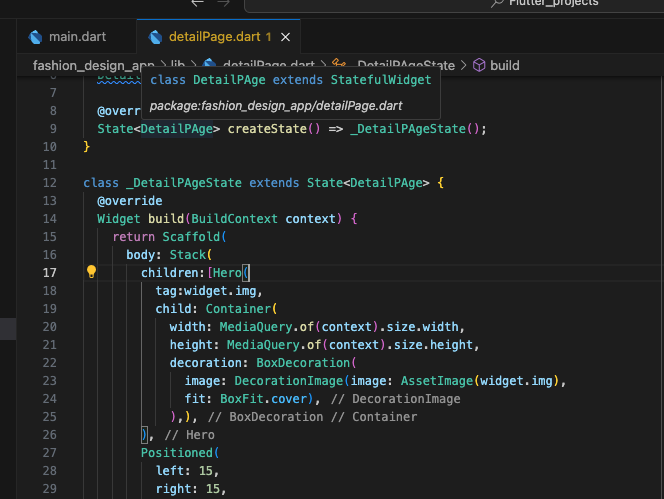 Flutter_projects
main.dart
detailPage.dart 1
fashion_design_app > lib > detailPage.dart > _DetailPAgeState > build
class DetailPAge extends StatefulWidget
package:fashion_design_app/detailPage.dart
7
8 @overr
9 State<DetailPAge> createState() => _DetailPAgeState();
10 }
11
12 class _DetailPAgeState extends State<DetailPAge> {
13 @override
14 Widget build(BuildContext context) {
15 return Scaffold(
16 body: Stack(
17 children:[Hero(
18 tag:widget.img,
19 child: Container(
20 width: MediaQuery.of(context).size.width,
21 height: MediaQuery.of(context).size.height,
22 decoration: BoxDecoration(
23 image: DecorationImage(image: AssetImage(widget.img),
24 fit: BoxFit.cover), // DecorationImage
25 ),), // BoxDecoration // Container
26 ), // Hero
27 Positioned(
28 left: 15,
29 right: 15,